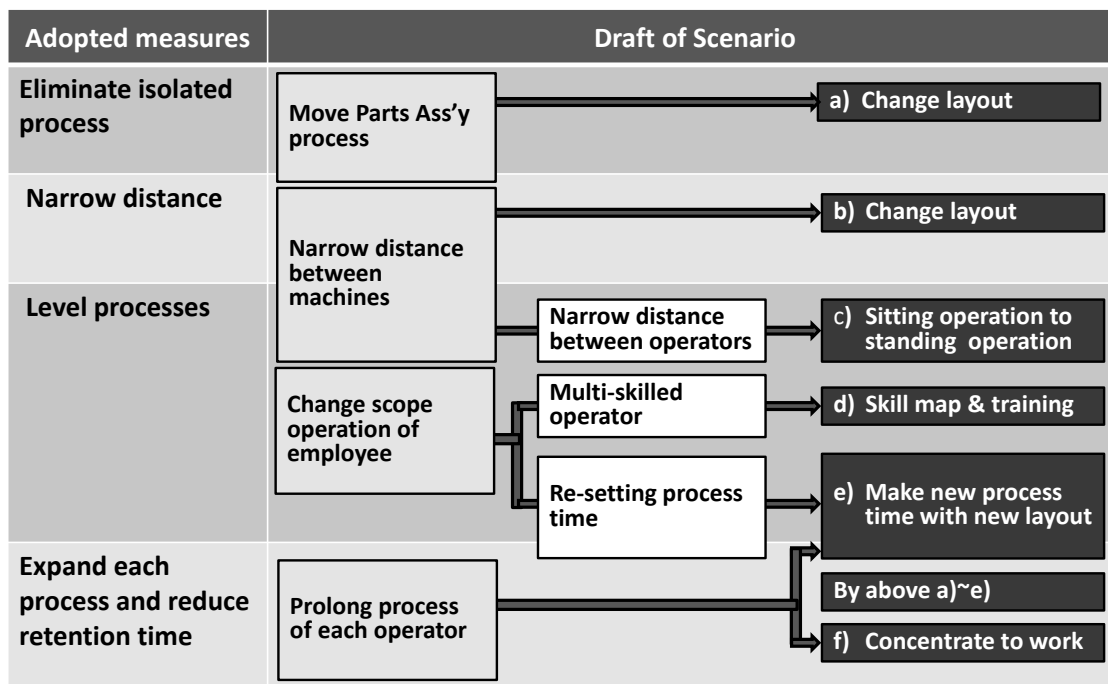 Adopted measures
Draft of Scenario
Eliminate isolated
process
Move Parts Ass'y
process
a) Change layout
Narrow distance
Narrow distance
between
machines
b) Change layout
Level processes
Narrow distance
between operators
c) Sitting operation to
standing operation
Change scope
operation of
employee
Multi-skilled
operator
d) Skill map & training
Re-setting process
time
e) Make new process
time with new layout
Expand each
process and reduce
retention time
Prolong process
of each operator
By above a)~e)
f) Concentrate to work